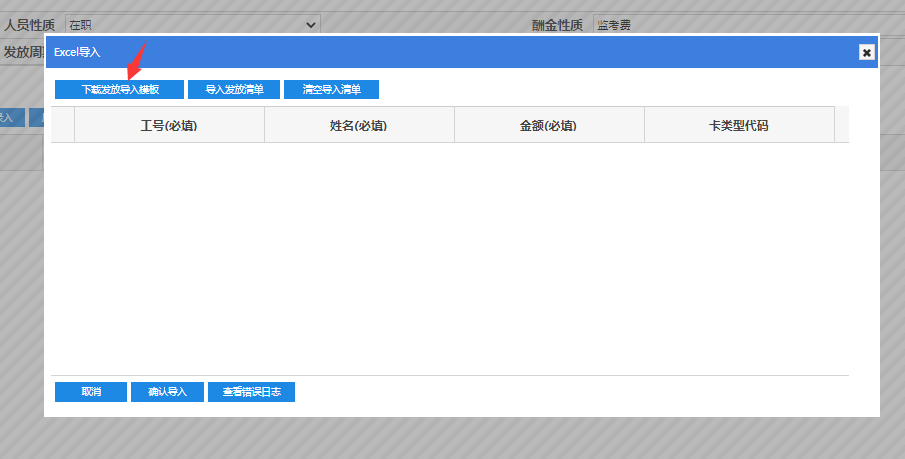 人员性质 在职 酬金性质 监考费
发放周
Excel导入
下载发放导入模板 导入发放清单 清空导入清单
工号(必填) 姓名(必填) 金额(必填) 卡类型代码
取消 确认导入 查看错误日志